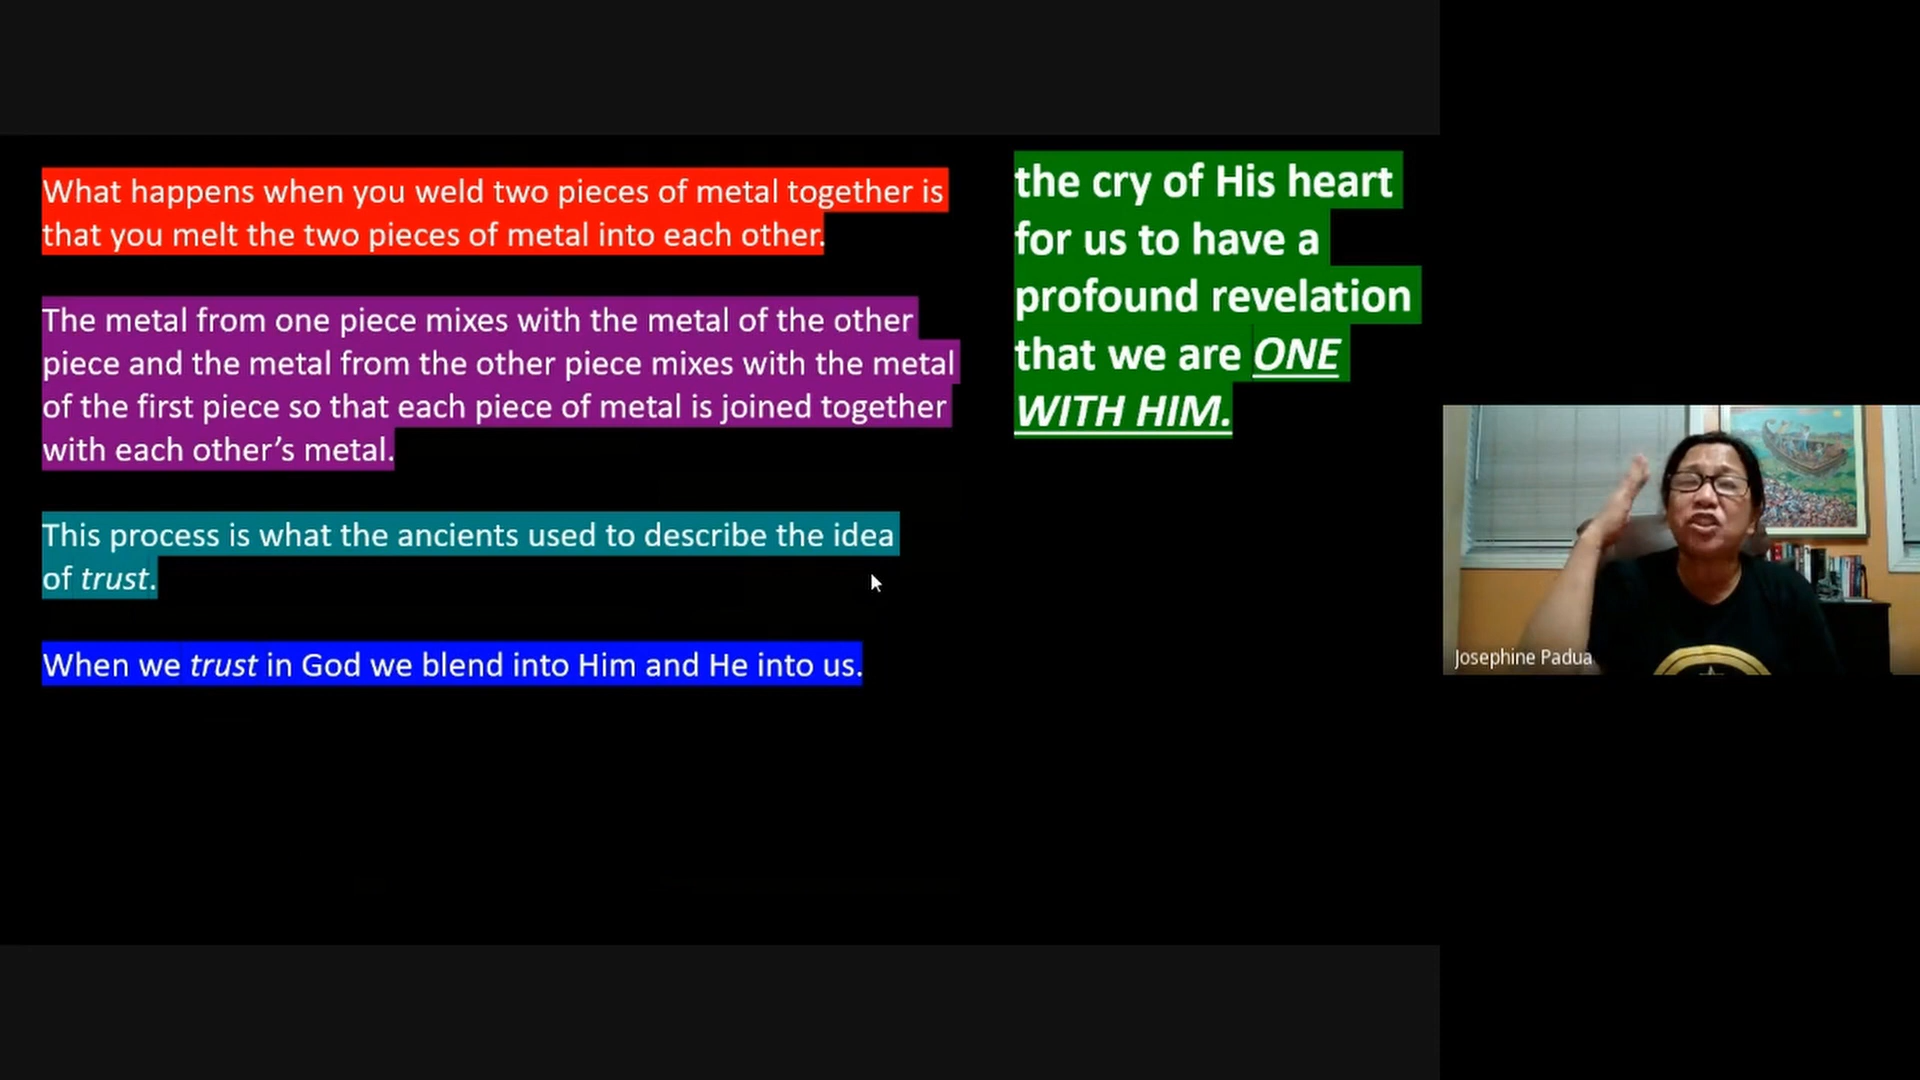 What happens when you weld two pieces of metal together is
that you melt the two pieces of metal into each other.
The metal from one piece mixes with the metal of the other
piece and the metal from the other piece mixes with the metal
of the first piece so that each piece of metal is joined together
with each other’s metal.
This process is what the ancients used to describe the idea
of trust.
When we trust in God we blend into Him and He into us.
the cry of His heart
for us to have a
profound revelation
that we are ONE
WITH HIM.
Josephine Padua